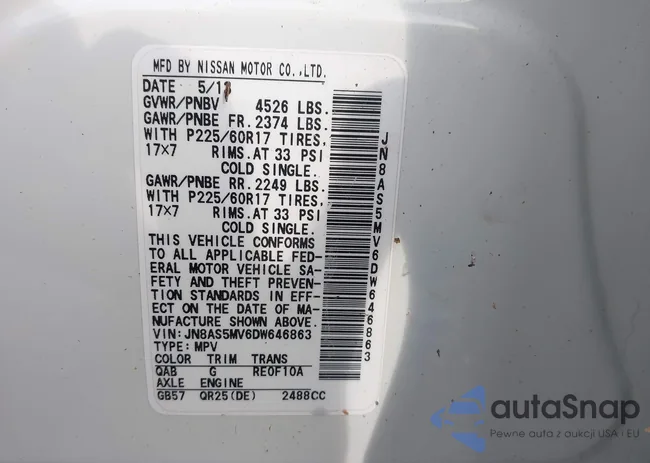 MFD BY NISSAN MOTOR CO.,LTD.
DATE 5/13
GVWR/PNBV 4526 LBS.
GAWR/PNBE FR. 2374 LBS.
WITH P225/60R17 TIRES,
17×7 RIMS.AT 33 PSI
COLD SINGLE.
GAWR/PNBE RR. 2249 LBS.
WITH P225/60R17 TIRES,
17×7 RIMS.AT 33 PSI
COLD SINGLE.
THIS VEHICLE CONFORMS
TO ALL APPLICABLE FED-
ERAL MOTOR VEHICLE SA-
FETY AND THEFT PREVEN-
TION STANDARDS IN EFF-
ECT ON THE DATE OF MA-
NUFACTURE SHOWN ABOVE.
VIN:JN8AS5MV6DW646863
TYPE:MPV
COLOR TRIM TRANS
QAB G RE0F10A
AXLE ENGINE
GB57 QR25(DE) 2488CC
JN8AS5MV6DW646863
autaSnap
Pewne auta z aukcji USA i EU